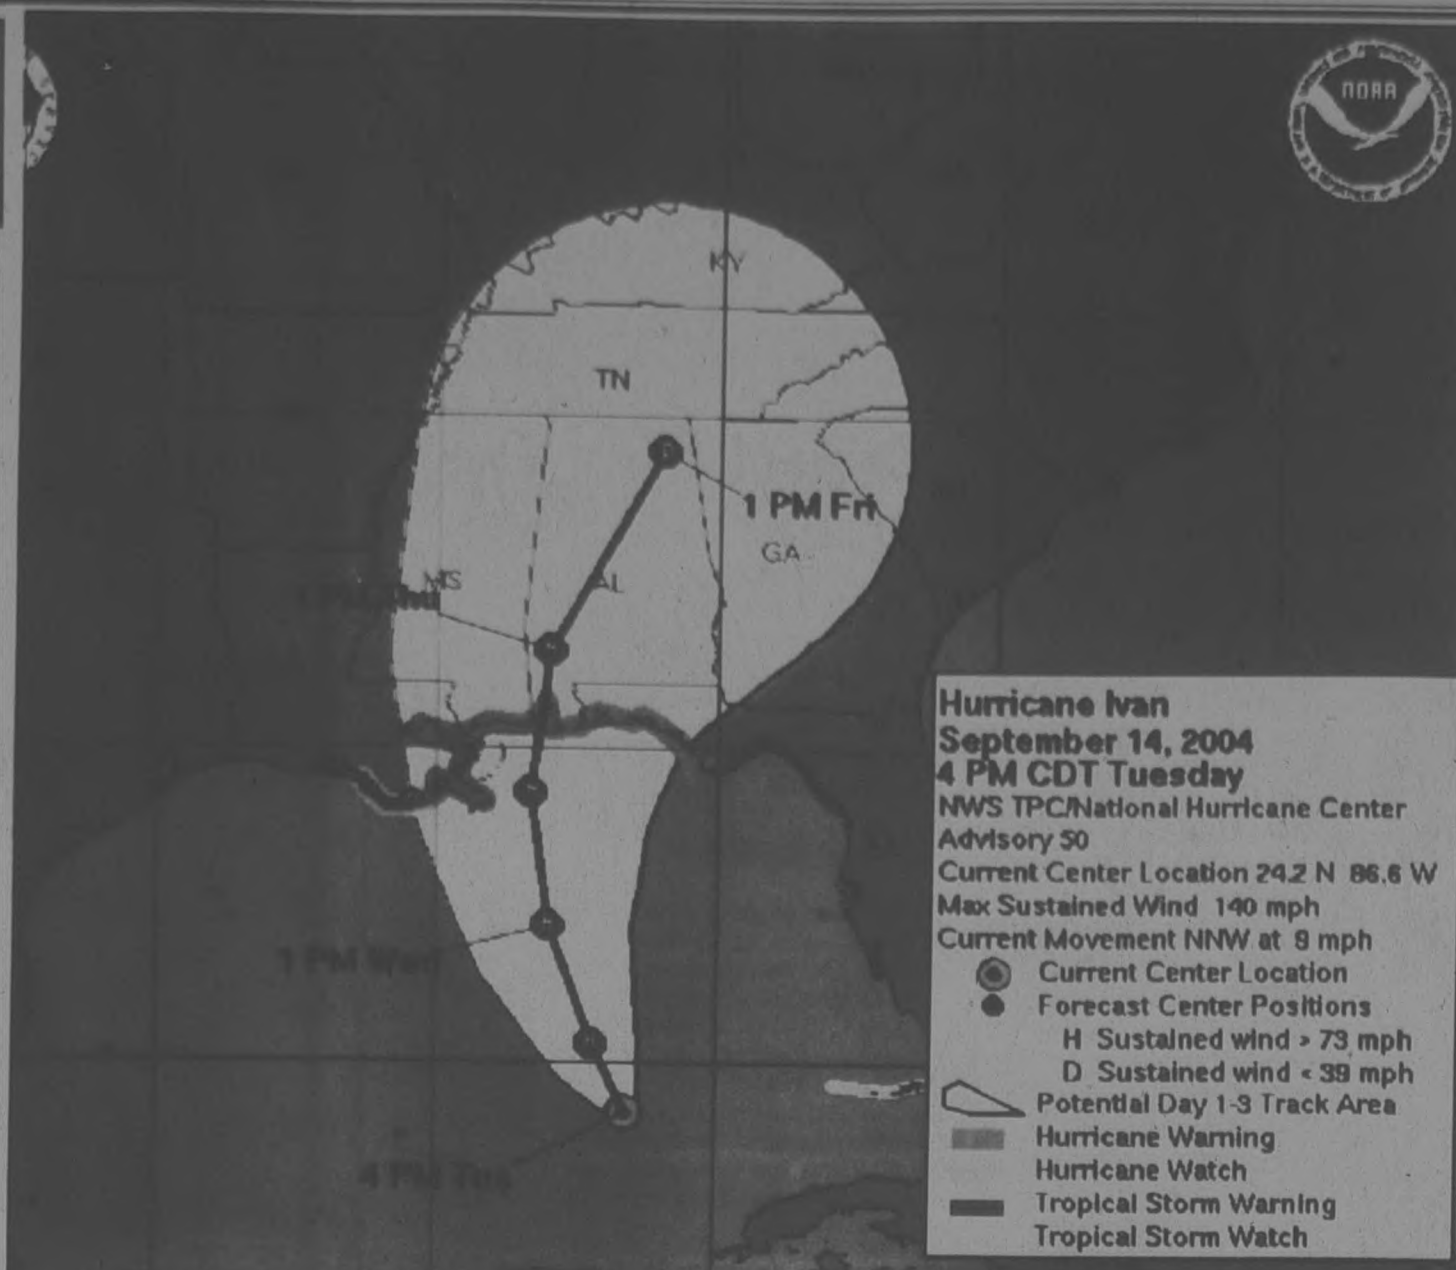 NOAA
KY
TN
1 PM Fri
GA
MS
AL
1 PM Thu
1 PM Wed
4 PM Tue
Hurricane Ivan
September 14, 2004
4 PM CDT Tuesday
NWS TPC/National Hurricane Center
Advisory 50
Current Center Location 24.2 N 86.6 W
Max Sustained Wind 140 mph
Current Movement NNW at 9 mph
Current Center Location
Forecast Center Positions
H Sustained wind > 73 mph
D Sustained wind < 39 mph
Potential Day 1-3 Track Area
Hurricane Warning
Hurricane Watch
Tropical Storm Warning
Tropical Storm Watch